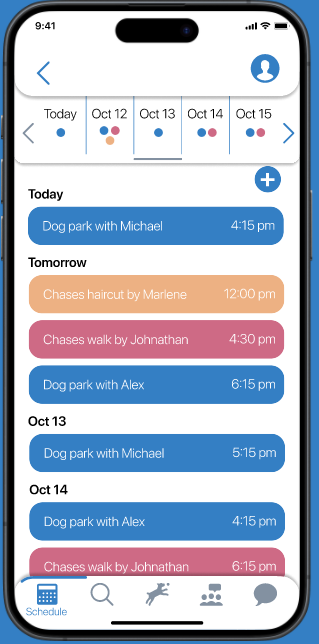 9:41
Today Oct 12 Oct 13 Oct 14 Oct 15
Today
Dog park with Michael 4:15 pm
Tomorrow
Chases haircut by Marlene 12:00 pm
Chases walk by Johnathan 4:30 pm
Dog park with Alex 6:15 pm
Oct 13
Dog park with Michael 5:15 pm
Oct 14
Dog park with Alex 4:15 pm
Chases walk by Johnathan 6:15 pm
Schedule